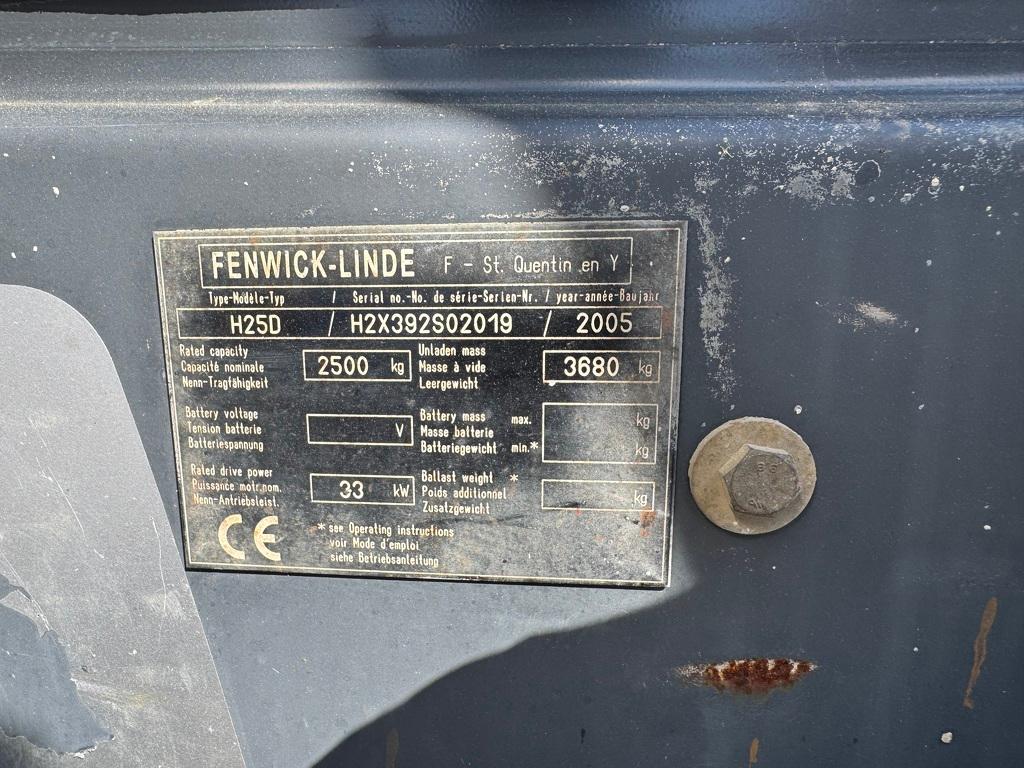 FENWICK-LINDE F - St. Quentin en Y
Type-Modèle-Typ / Serial no.-No. de série-Serien-Nr. / year-année-Baujahr
H25D / H2X392S02019 / 2005
Rated capacity
Capacité nominale
Nenn-Tragfähigkeit
2500 kg
Unladen mass
Masse à vide
Leergewicht
3680 kg
Battery voltage
Tension batterie
Batteriespannung
V
Battery mass max. kg
Masse batterie
Batteriegewicht min.* kg
Rated drive power
Puissance motr.nom.
Nenn-Antriebsleist.
33 kW
Ballast weight *
Poids additionnel
Zusatzgewicht
kg
CE
* see Operating instructions
voir Mode d'emploi
siehe Betriebsanleitung